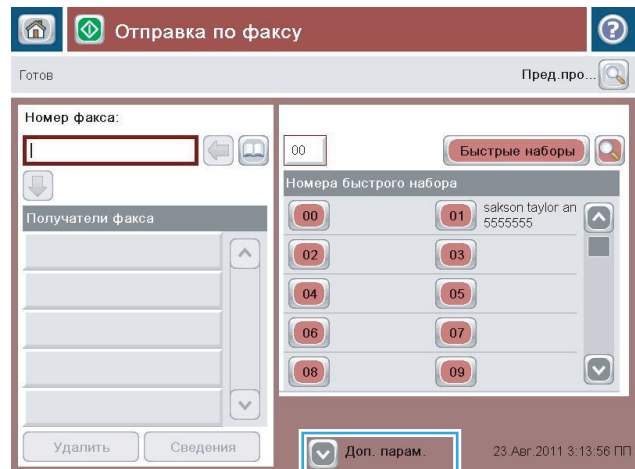 Отправка по факсу
?
Готов
Пред.про...
Номер факса:
00
Быстрые наборы
Номера быстрого набора
Получатели факса
00
01 sakson taylor an
5555555
02
03
04
05
06
07
08
09
Удалить
Сведения
Доп. парам.
23.Авг.2011 3:13:56 ПП